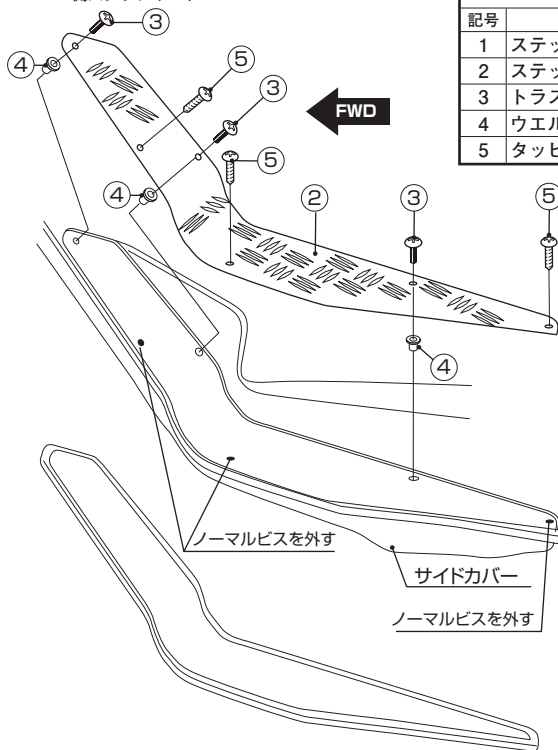 記号
1 ステッ
2 ステッ
3 トラス
4 ウエル
5 タッピ
③
④
⑤
③
FWD
⑤
④
②
③
⑤
④
ノーマルビスを外す
サイドカバー
ノーマルビスを外す